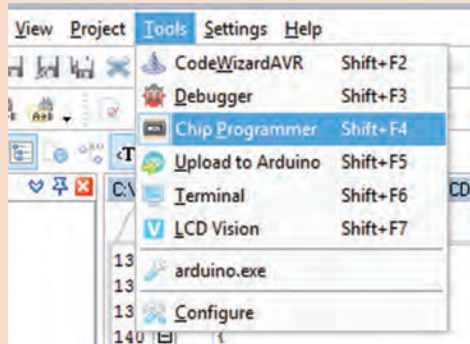 View Project Tools Settings Help
CodeWizardAVR Shift+F2
Debugger Shift+F3
Chip Programmer Shift+F4
Upload to Arduino Shift+F5
Terminal Shift+F6
LCD Vision Shift+F7
arduino.exe
Configure
C:\
CD
13
13
13
140
{